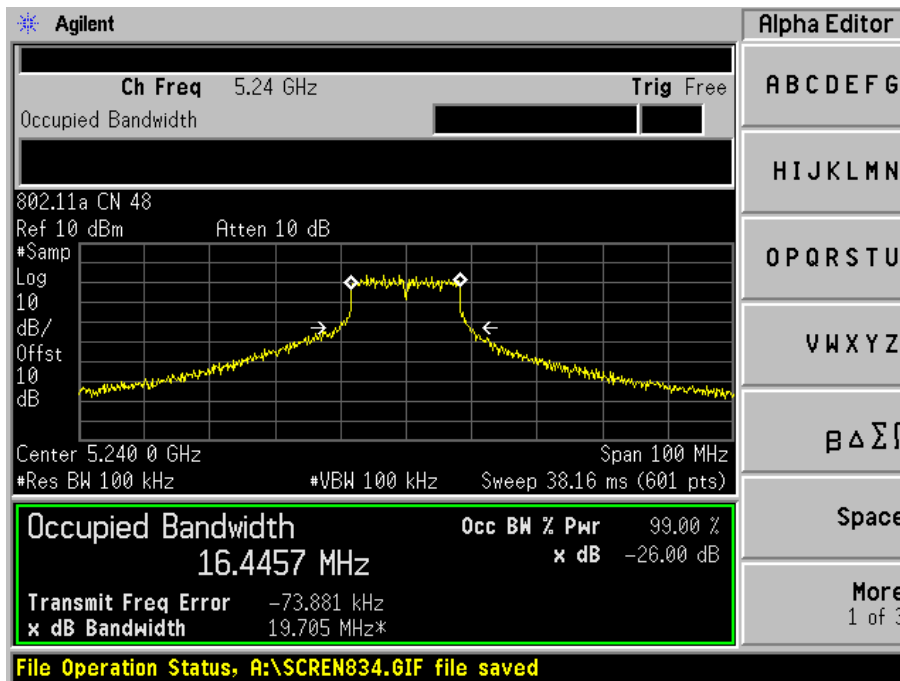 Agilent
Alpha Editor
Ch Freq 5.24 GHz Trig Free
Occupied Bandwidth
802.11a CN 48
Ref 10 dBm Atten 10 dB
#Samp
Log
10
dB/
Offst
10
dB
Center 5.240 0 GHz Span 100 MHz
#Res BW 100 kHz #VBW 100 kHz Sweep 38.16 ms (601 pts)
Occupied Bandwidth
16.4457 MHz
Occ BW % Pwr 99.00 %
x dB -26.00 dB
Transmit Freq Error -73.881 kHz
x dB Bandwidth 19.705 MHz*
File Operation Status, A:\SCREN834.GIF file saved
A B C D E F G
H I J K L M N
O P Q R S T U
V W X Y Z
β Δ Σ
Space
More
1 of 3